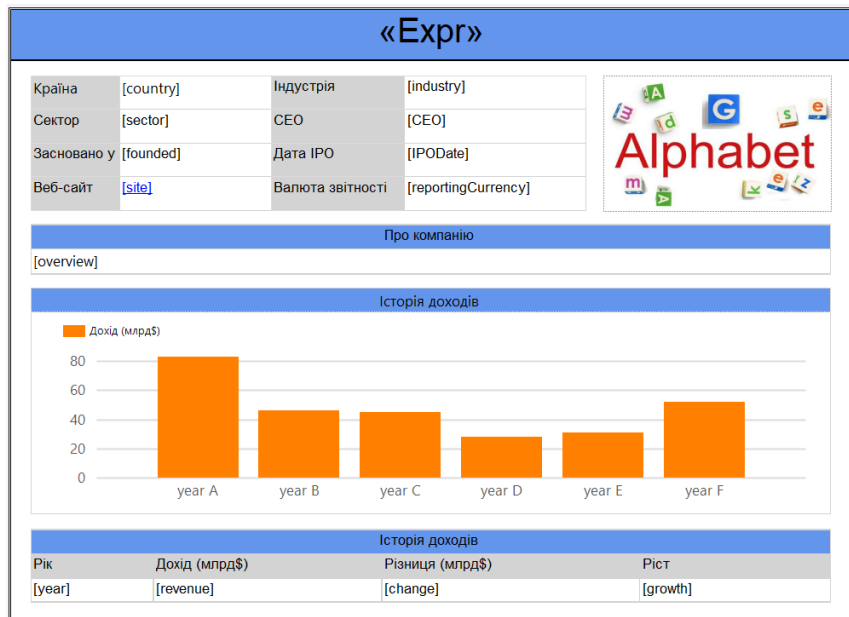 «Expr»
Країна [country] Індустрія [industry]
Сектор [sector] CEO [CEO]
Засновано у [founded] Дата IPO [IPODate]
Веб-сайт [site] Валюта звітності [reportingCurrency]
Alphabet
Про компанію
[overview]
Історія доходів
Дохід (млрд$)
80
60
40
20
0
year A year B year C year D year E year F
Історія доходів
Рік Дохід (млрд$) Різниця (млрд$) Ріст
[year] [revenue] [change] [growth]